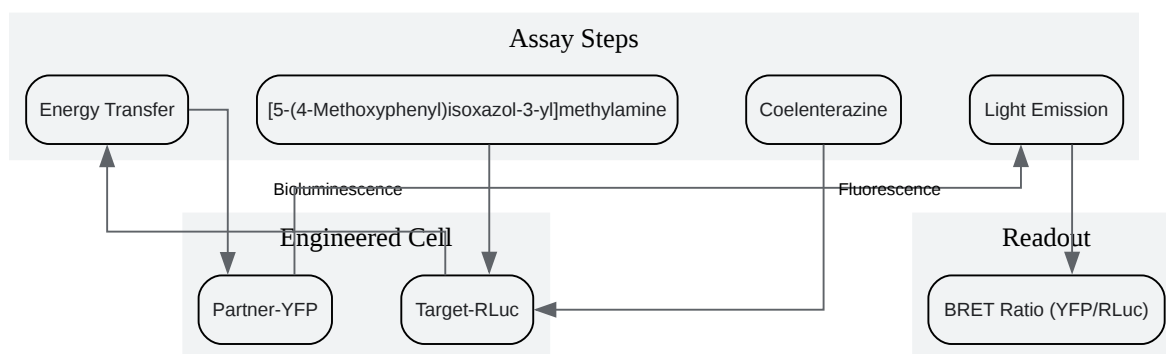 Assay Steps
Energy Transfer
[5-(4-Methoxyphenyl)isoxazol-3-yl]methylamine
Coelenterazine
Light Emission
Bioluminescence
Fluorescence
Engineered Cell
Readout
Partner-YFP
Target-RLuc
BRET Ratio (YFP/RLuc)